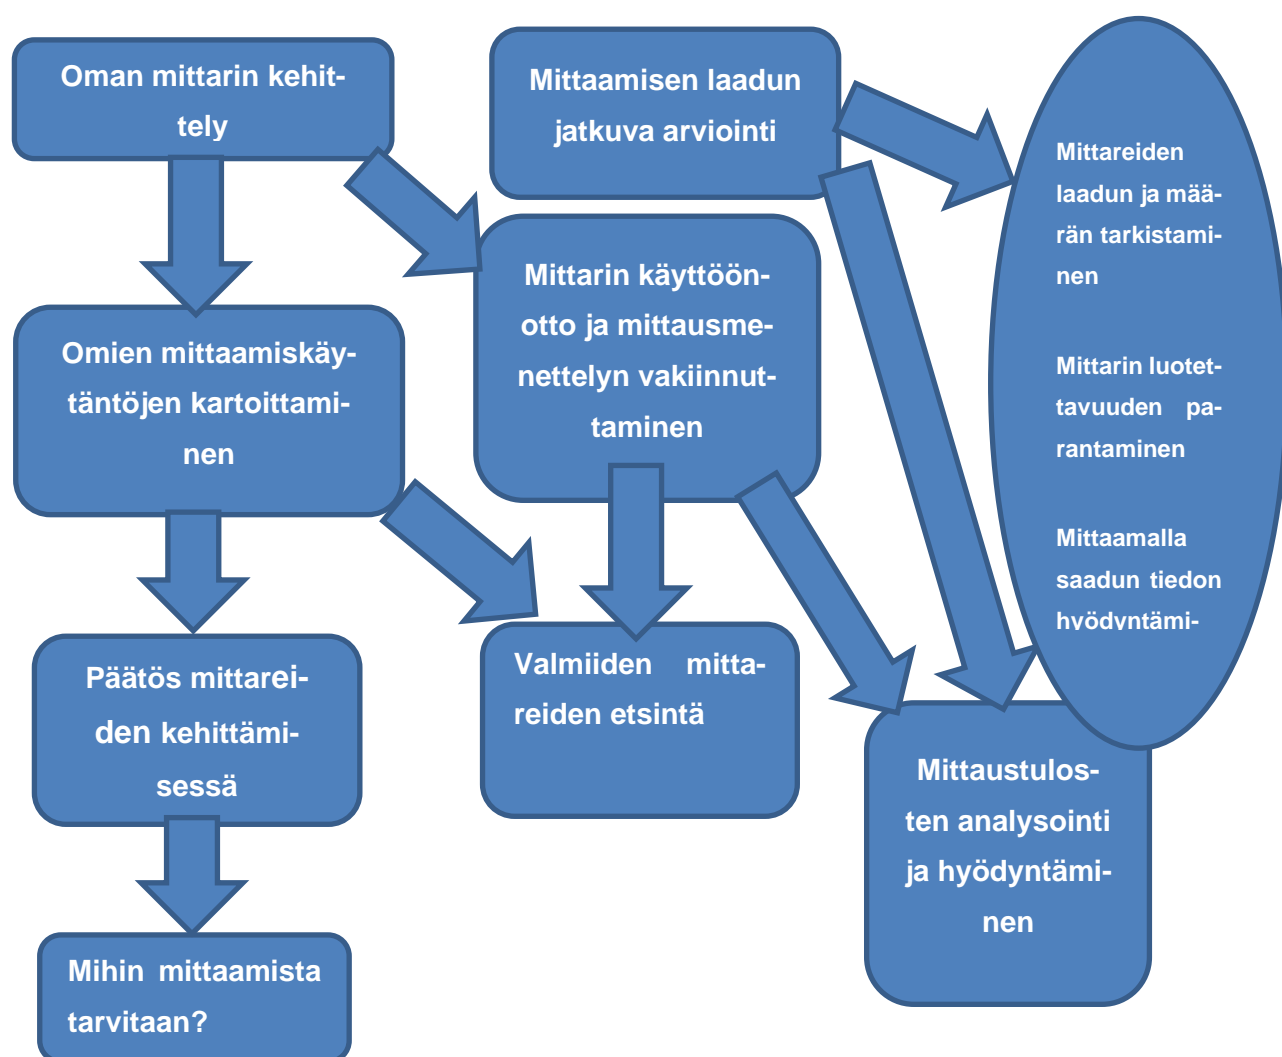 Oman mittarin kehit-
tely
Omien mittaamiskäy-
täntöjen kartoittami-
nen
Päätös mittarei-
den kehittämi-
sessä
Mihin mittaamista
tarvitaan?
Mittaamisen laadun
jatkuva arviointi
Mittarin käyttöön-
otto ja mittausme-
nettelyn vakiinnut-
taminen
Valmiiden mitta-
reiden etsintä
Mittareiden
laadun ja mää-
rän tarkistami-
nen
Mittarin luotet-
tavuuden pa-
rantaminen
Mittaamalla
saadun tiedon
hyödyntämi-
Mittaustulos-
ten analysointi
ja hyödyntämi-
nen